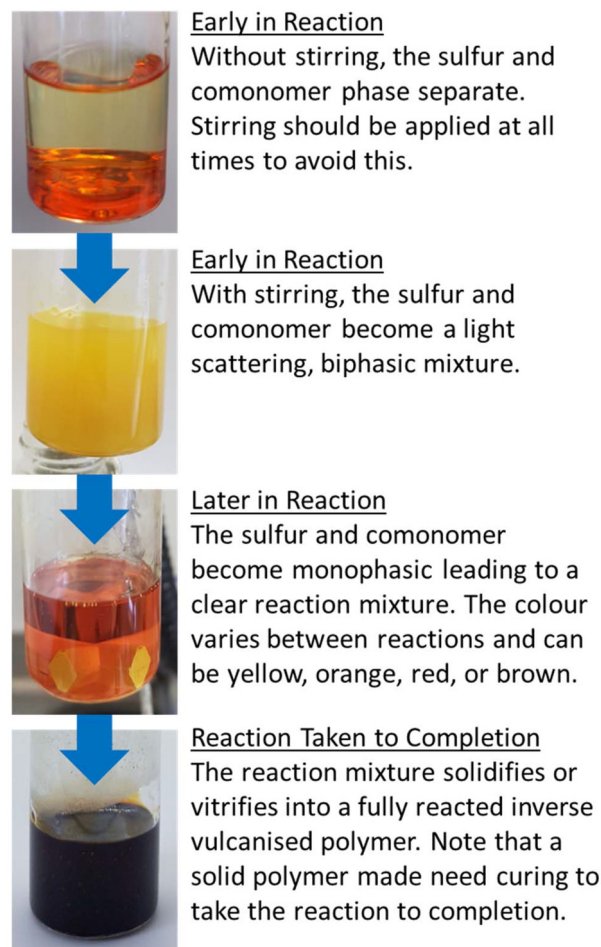 Early in Reaction
Without stirring, the sulfur and
comonomer phase separate.
Stirring should be applied at all
times to avoid this.
Early in Reaction
With stirring, the sulfur and
comonomer become a light
scattering, biphasic mixture.
Later in Reaction
The sulfur and comonomer
become monophasic leading to a
clear reaction mixture. The colour
varies between reactions and can
be yellow, orange, red, or brown.
Reaction Taken to Completion
The reaction mixture solidifies or
vitrifies into a fully reacted inverse
vulcanised polymer. Note that a
solid polymer made need curing to
take the reaction to completion.